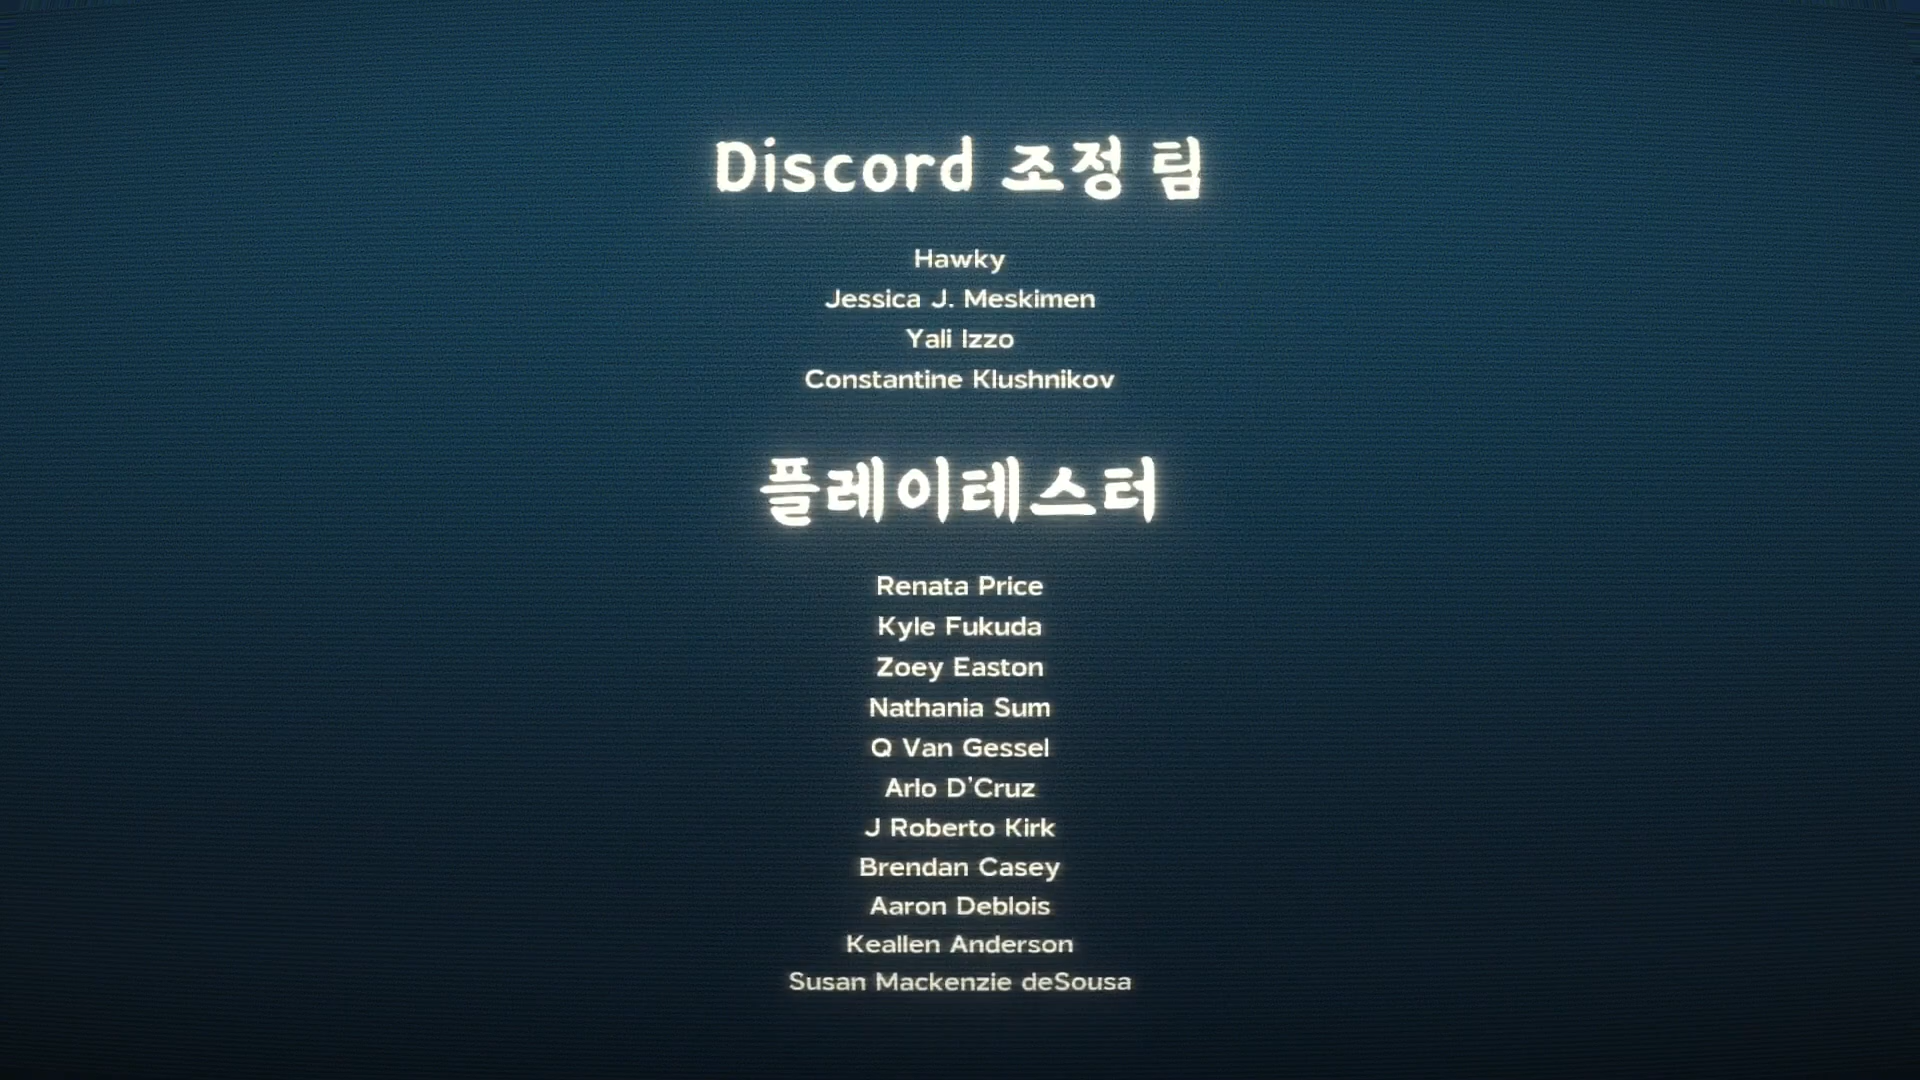 Discord 조정 팀
Hawky
Jessica J. Meskimen
Yali Izzo
Constantine Klushnikov
플레이테스터
Renata Price
Kyle Fukuda
Zoey Easton
Nathania Sum
Q Van Gessel
Arlo D'Cruz
J Roberto Kirk
Brendan Casey
Aaron Deblois
Keallen Anderson
Susan Mackenzie deSousa